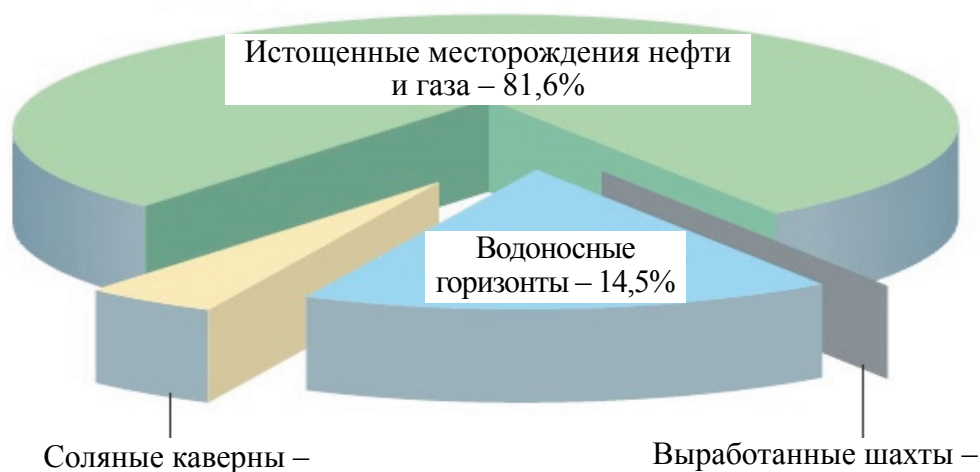 Истощенные месторождения нефти
и газа – 81,6%
Водоносные
горизонты – 14,5%
Соляные каверны –
Выработанные шахты –